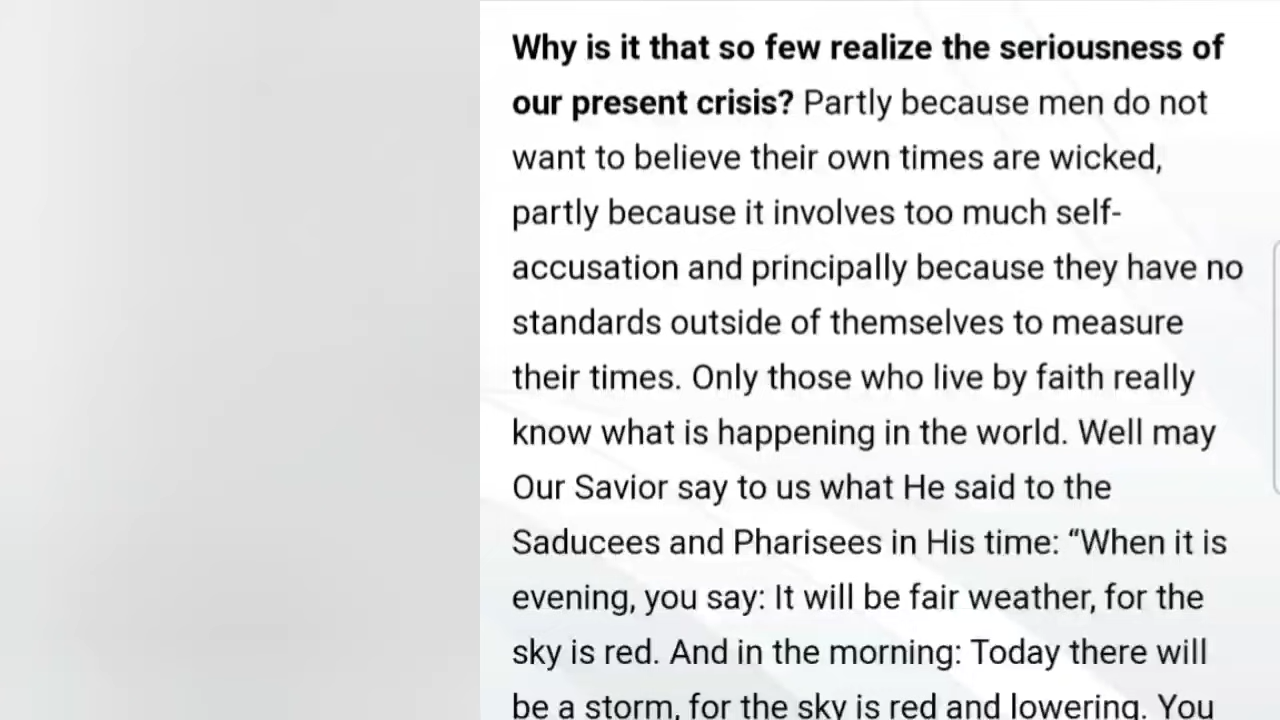 Why is it that so few realize the seriousness of
our present crisis? Partly because men do not
want to believe their own times are wicked,
partly because it involves too much self-
accusation and principally because they have no
standards outside of themselves to measure
their times. Only those who live by faith really
know what is happening in the world. Well may
Our Savior say to us what He said to the
Saducees and Pharisees in His time: “When it is
evening, you say: It will be fair weather, for the
sky is red. And in the morning: Today there will
be a storm, for the sky is red and lowering. You